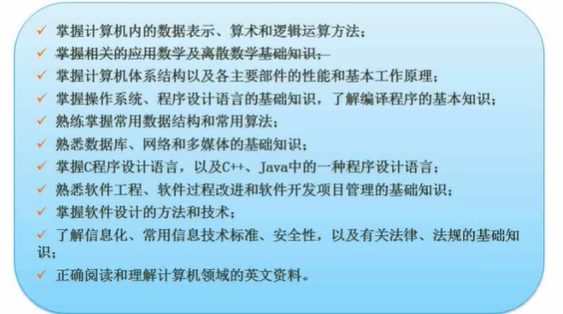 掌握计算机内的数据表示、算术和逻辑运算方法；
掌握相关的应用数学及离散数学基础知识；
掌握计算机体系结构以及各主要部件的性能和基本工作原理；
掌握操作系统、程序设计语言的基础知识，了解编译程序的基本知识；
熟练掌握常用数据结构和常用算法；
熟悉数据库、网络和多媒体的基础知识；
掌握C程序设计语言，以及C++、Java中的一种程序设计语言；
熟悉软件工程、软件过程改进和软件开发项目管理的基础知识；
掌握软件设计的方法和技术；
了解信息化、常用信息技术标准、安全性，以及有关法律、法规的基础知
识；
正确阅读和理解计算机领域的英文资料。